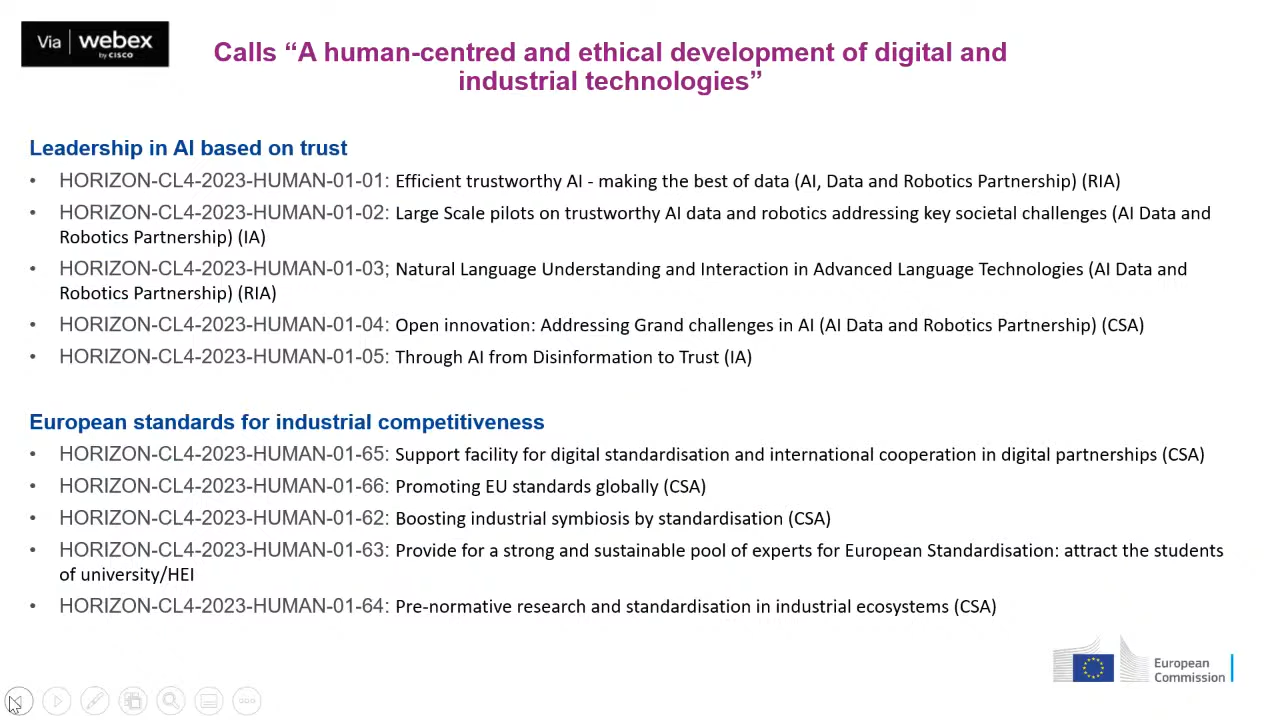 Via | webex
by CISCO
Calls “A human-centred and ethical development of digital and
industrial technologies”
Leadership in AI based on trust
• HORIZON-CL4-2023-HUMAN-01-01: Efficient trustworthy AI - making the best of data (AI, Data and Robotics Partnership) (RIA)
• HORIZON-CL4-2023-HUMAN-01-02: Large Scale pilots on trustworthy AI data and robotics addressing key societal challenges (AI Data and
Robotics Partnership) (IA)
• HORIZON-CL4-2023-HUMAN-01-03; Natural Language Understanding and Interaction in Advanced Language Technologies (AI Data and
Robotics Partnership) (RIA)
• HORIZON-CL4-2023-HUMAN-01-04: Open innovation: Addressing Grand challenges in AI (AI Data and Robotics Partnership) (CSA)
• HORIZON-CL4-2023-HUMAN-01-05: Through AI from Disinformation to Trust (IA)
European standards for industrial competitiveness
• HORIZON-CL4-2023-HUMAN-01-65: Support facility for digital standardisation and international cooperation in digital partnerships (CSA)
• HORIZON-CL4-2023-HUMAN-01-66: Promoting EU standards globally (CSA)
• HORIZON-CL4-2023-HUMAN-01-62: Boosting industrial symbiosis by standardisation (CSA)
• HORIZON-CL4-2023-HUMAN-01-63: Provide for a strong and sustainable pool of experts for European Standardisation: attract the students
of university/HEI
• HORIZON-CL4-2023-HUMAN-01-64: Pre-normative research and standardisation in industrial ecosystems (CSA)
European
Commission